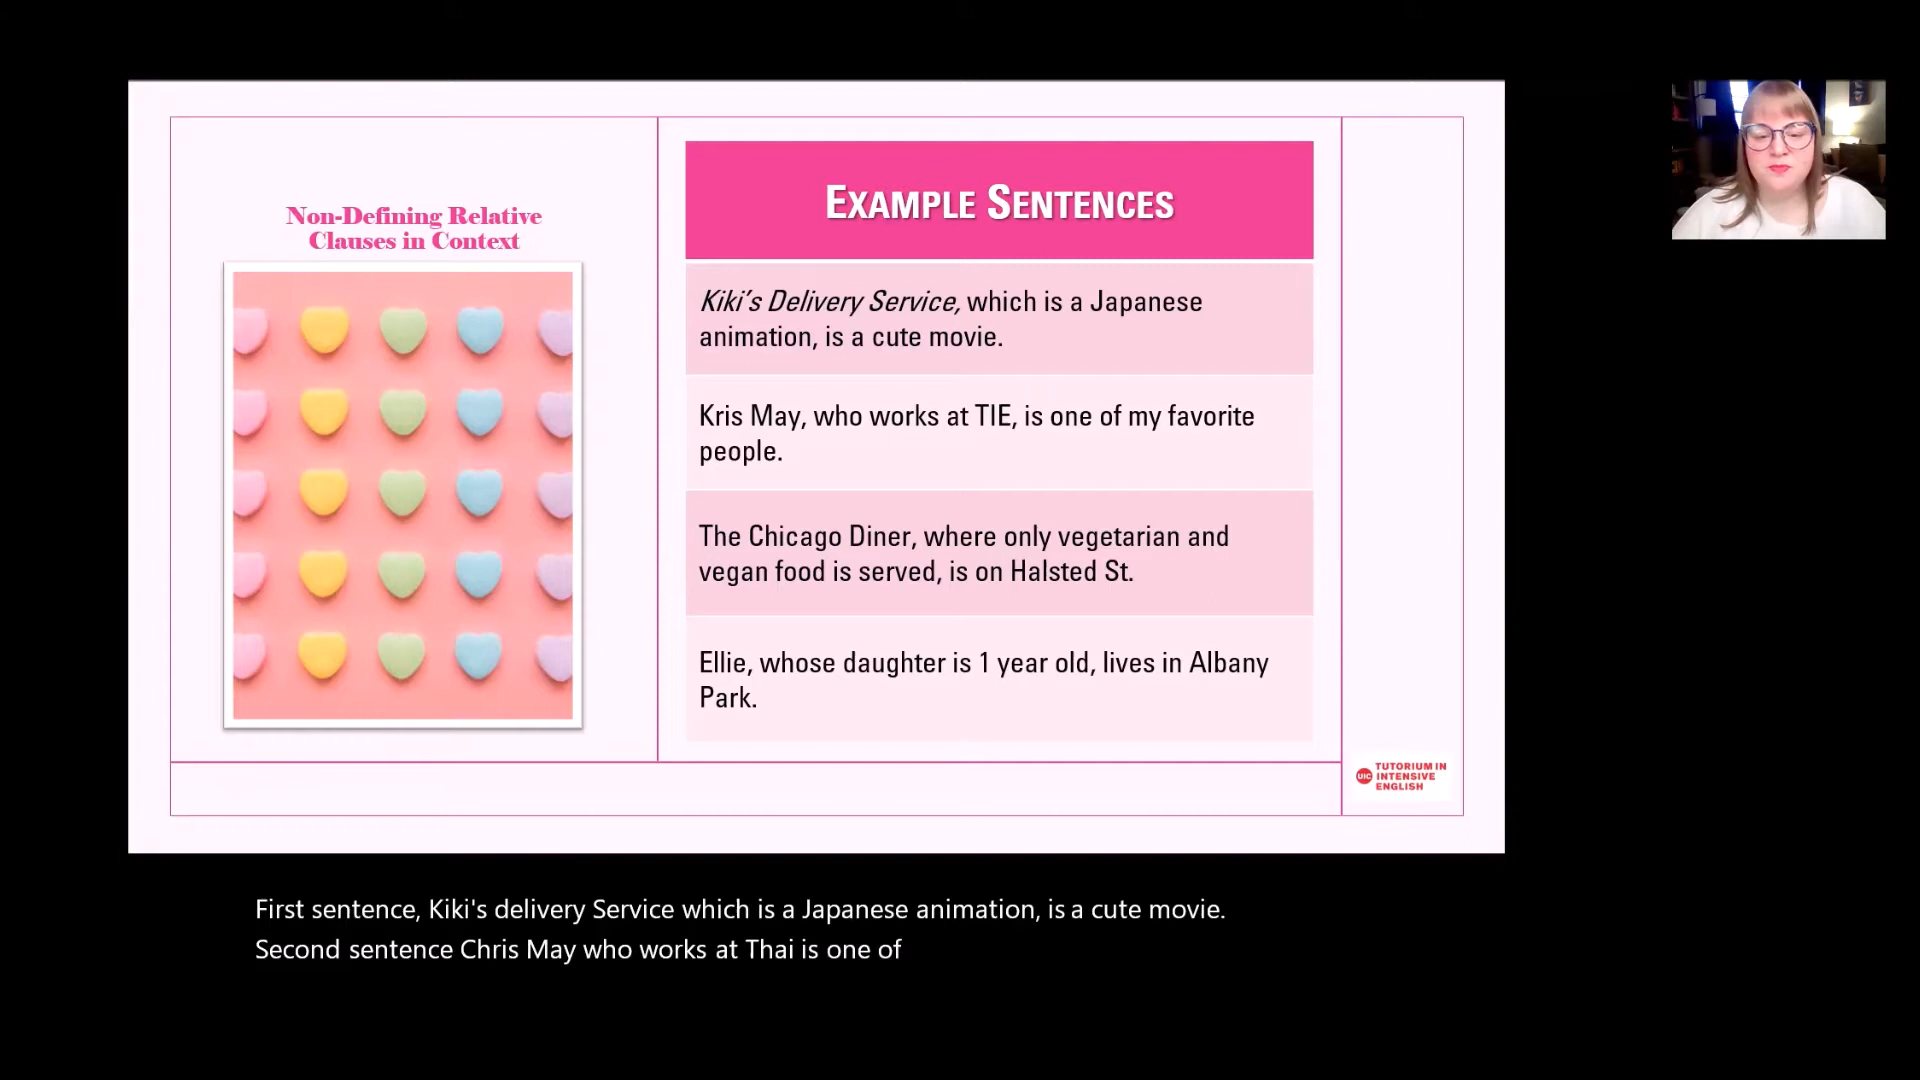 Non-Defining Relative
Clauses in Context
EXAMPLE SENTENCES
Kiki's Delivery Service, which is a Japanese
animation, is a cute movie.
Kris May, who works at TIE, is one of my favorite
people.
The Chicago Diner, where only vegetarian and
vegan food is served, is on Halsted St.
Ellie, whose daughter is 1 year old, lives in Albany
Park.
UIC
TUTORIUM IN
INTENSIVE
ENGLISH
First sentence, Kiki's delivery Service which is a Japanese animation, is a cute movie.
Second sentence Chris May who works at Thai is one of